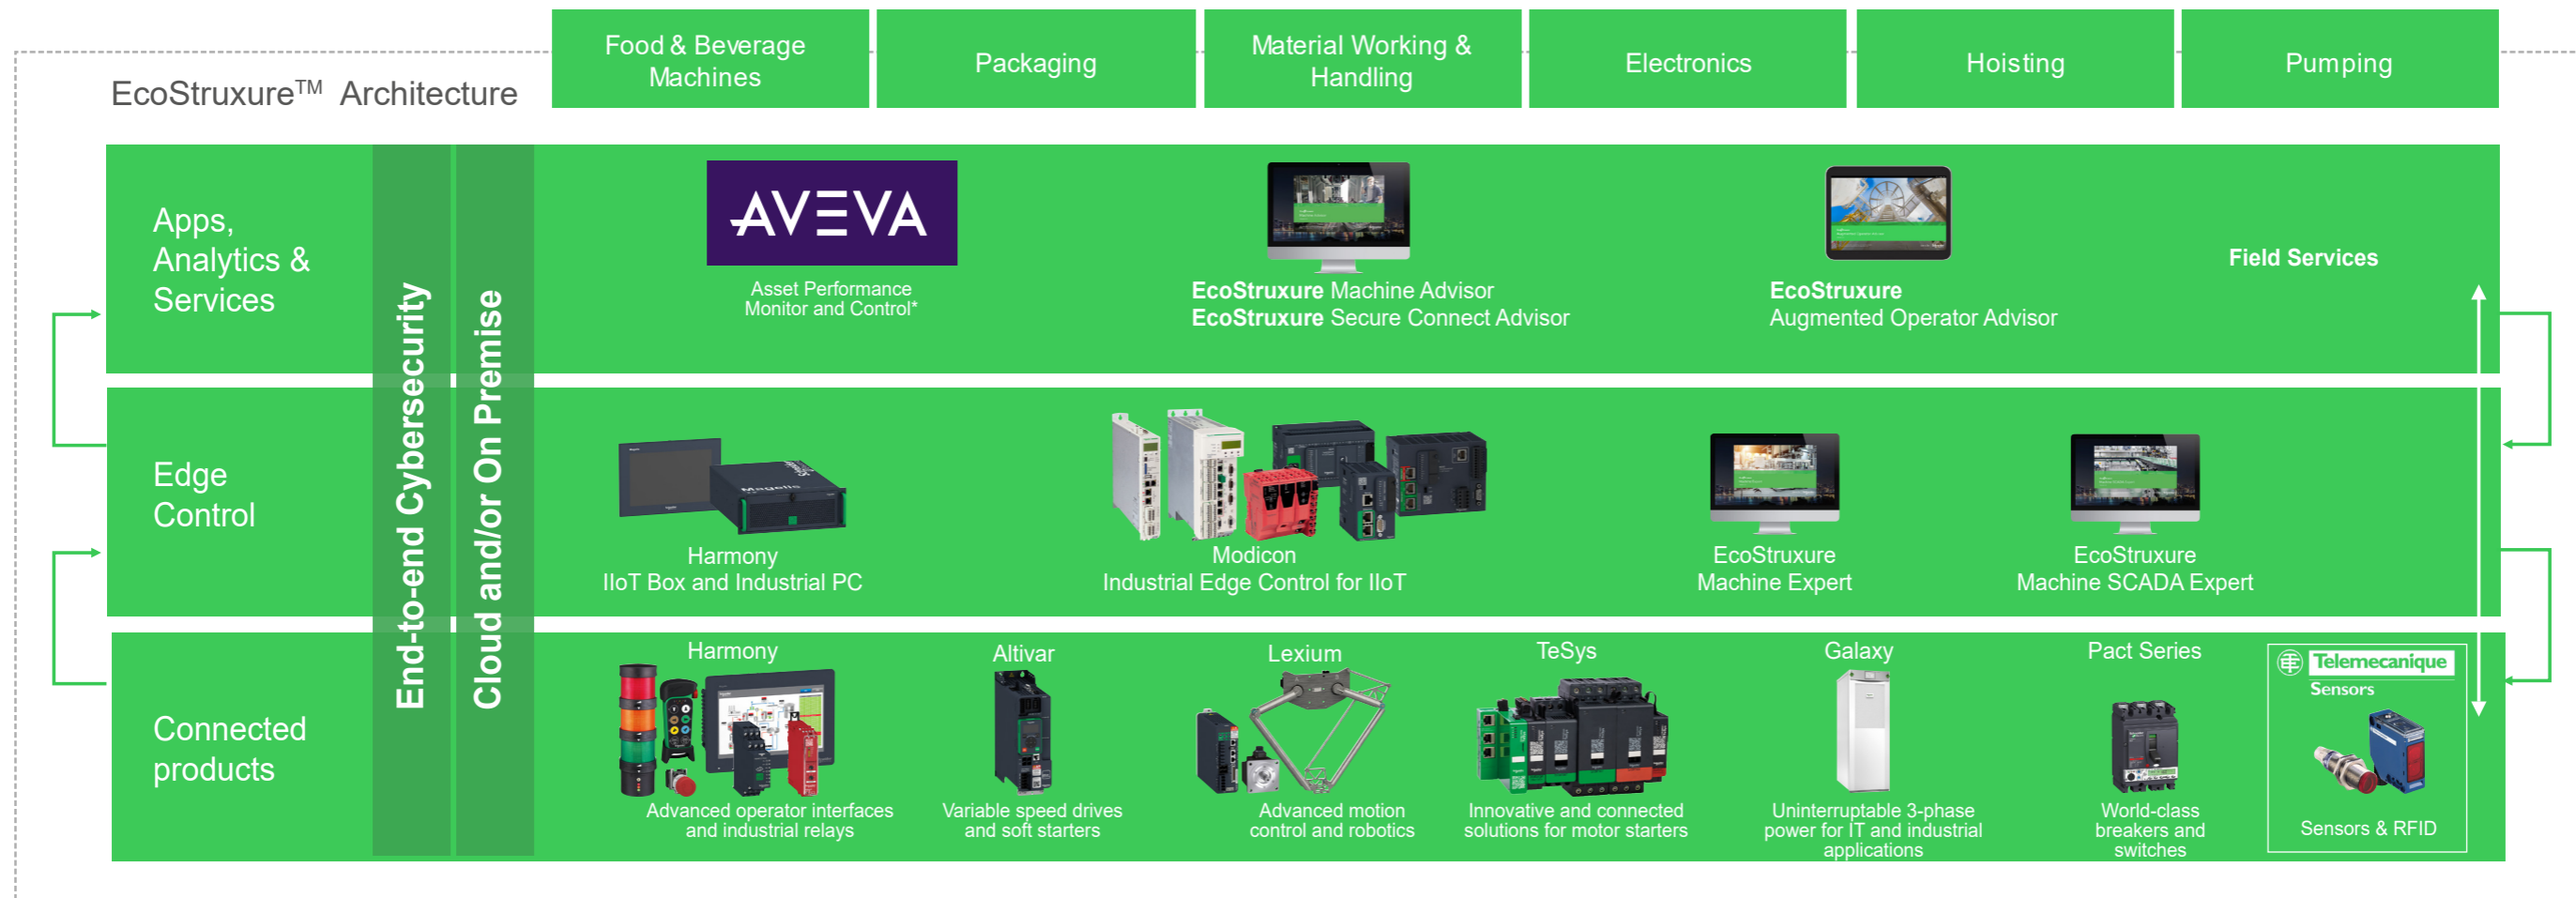 Food & Beverage
Machines
Packaging
Material Working &
Handling
Electronics
Hoisting
Pumping
EcoStruxure™ Architecture
Apps,
Analytics &
Services
End-to-end Cybersecurity
Cloud and/or On Premise
AVEVA
Asset Performance
Monitor and Control*
EcoStruxure Machine Advisor
EcoStruxure Secure Connect Advisor
EcoStruxure
Augmented Operator Advisor
Field Services
Edge
Control
Magelis
Harmony
IIoT Box and Industrial PC
Modicon
Industrial Edge Control for IIoT
EcoStruxure
Machine Expert
EcoStruxure
Machine SCADA Expert
Connected
products
Harmony
Advanced operator interfaces
and industrial relays
Altivar
Variable speed drives
and soft starters
Lexium
Advanced motion
control and robotics
TeSys
Innovative and connected
solutions for motor starters
Galaxy
Uninterruptable 3-phase
power for IT and industrial
applications
Pact Series
World-class
breakers and
switches
Telemecanique
Sensors
Sensors & RFID